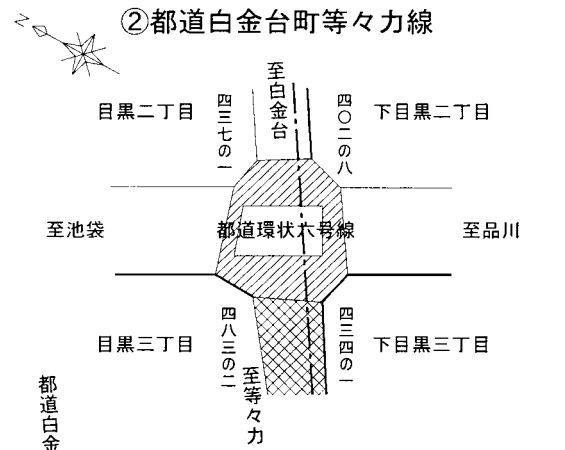 ②都道白金台町等々力線
N
至白金台
目黒二丁目
四三七の一
四〇二の八
下目黒二丁目
至池袋
都道環状六号線
至品川
目黒三丁目
四八三の二
至等々力
四三四の一
下目黒三丁目
都道白金